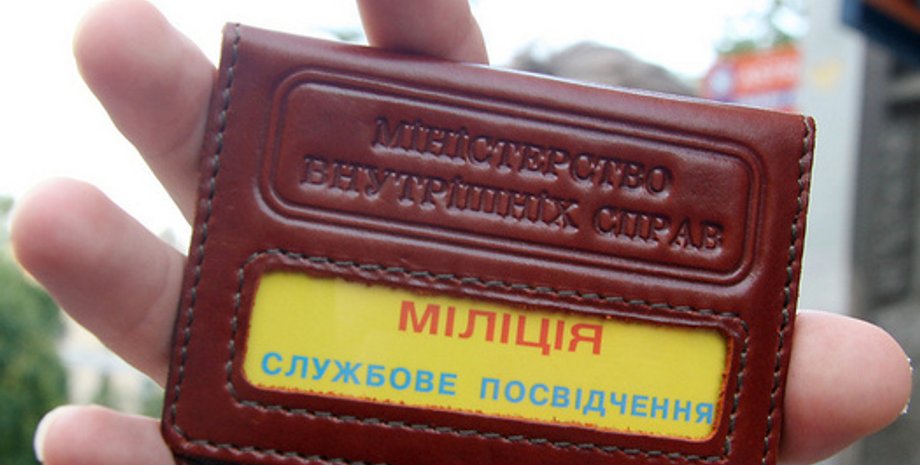 МІНІСТЕРСТВО
ВНУТРІШНІХ СПРАВ
МІЛІЦІЯ
СЛУЖБОВЕ ПОСВІДЧЕННЯ